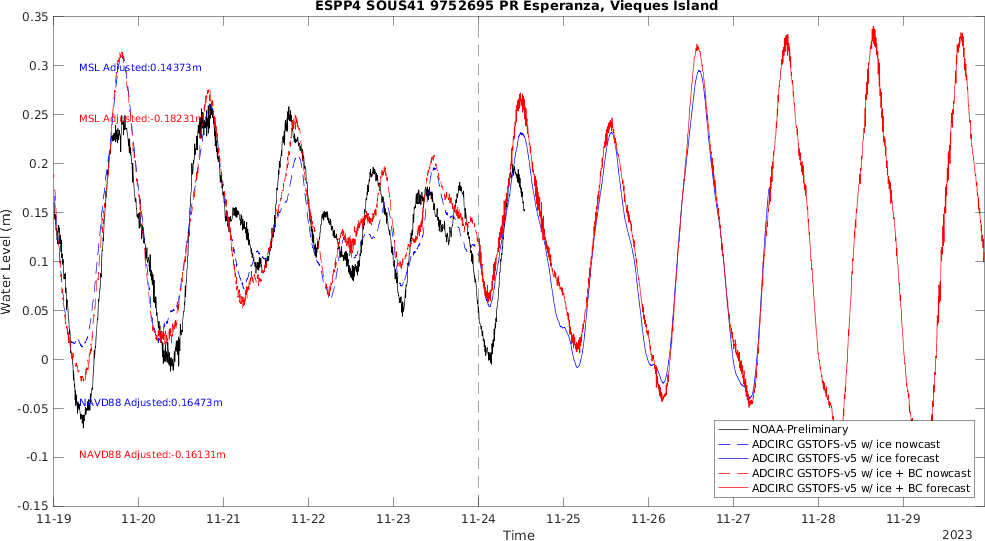 ESPP4 SOUS41 9752695 PR Esperanza, Vieques Island
0.35
0.3
0.25
0.2
0.15
0.1
0.05
0
-0.05
-0.1
-0.15
Water Level (m)
MSL Adjusted:0.14373m
MSL Adjusted:-0.18231m
NAVD88 Adjusted:0.16473m
NAVD88 Adjusted:-0.16131m
NOAA-Preliminary
ADCIRC GSTOFS-v5 w/ ice nowcast
ADCIRC GSTOFS-v5 w/ ice forecast
ADCIRC GSTOFS-v5 w/ ice + BC nowcast
ADCIRC GSTOFS-v5 w/ ice + BC forecast
11-19 11-20 11-21 11-22 11-23 11-24 11-25 11-26 11-27 11-28 11-29
Time
2023